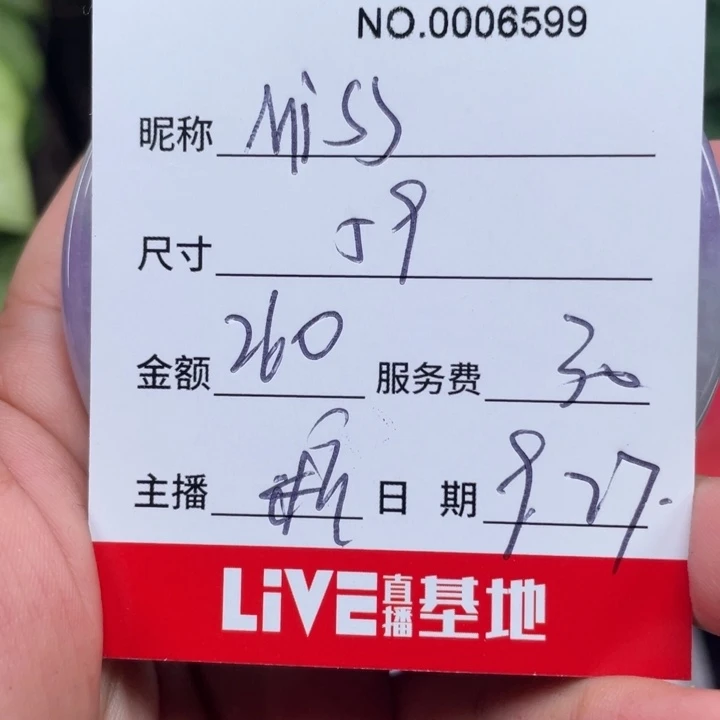 NO.0006599
昵称 Miss
尺寸 59
金额 260 服务费 30
主播 日 期 9.27.
LiVE直播基地